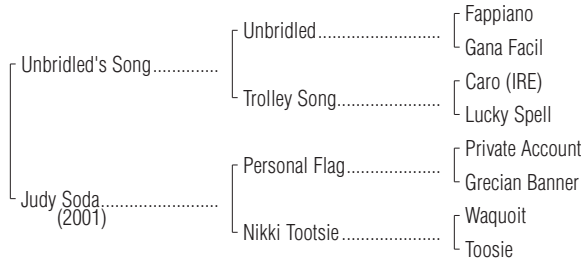 Fappiano
Unbridled
Gana Facil
Unbridled's Song
Caro (IRE)
Trolley Song
Lucky Spell
Private Account
Personal Flag
Grecian Banner
Judy Soda
(2001)
Waquoit
Nikki Tootsie
Toosie